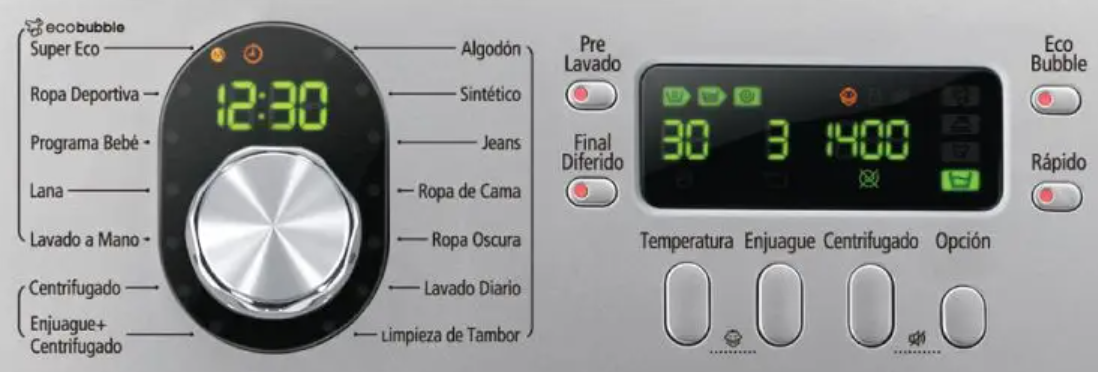 ecobubble
Super Eco
Ropa Deportiva
Programa Bebé
Lana
Lavado a Mano
Centrifugado
Enjuague+
Centrifugado
12:30
Algodón
Sintético
Jeans
Ropa de Cama
Ropa Oscura
Lavado Diario
Limpieza de Tambor
Pre
Lavado
Final
Diferido
30 3 1400
Eco
Bubble
Rápido
Temperatura Enjuague Centrifugado Opción